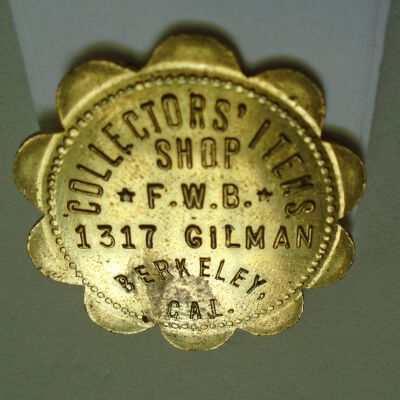 COLLECTORS' ITEMS
SHOP
★ F.W.B. ★
1317 GILMAN
BERKELEY,
CAL.